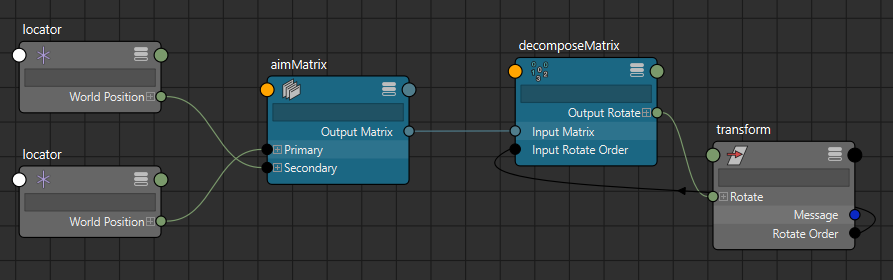 locator
World Position
locator
World Position
aimMatrix
Output Matrix
Primary
Secondary
decomposeMatrix
Output Rotate
Input Matrix
Input Rotate Order
transform
Rotate
Message
Rotate Order